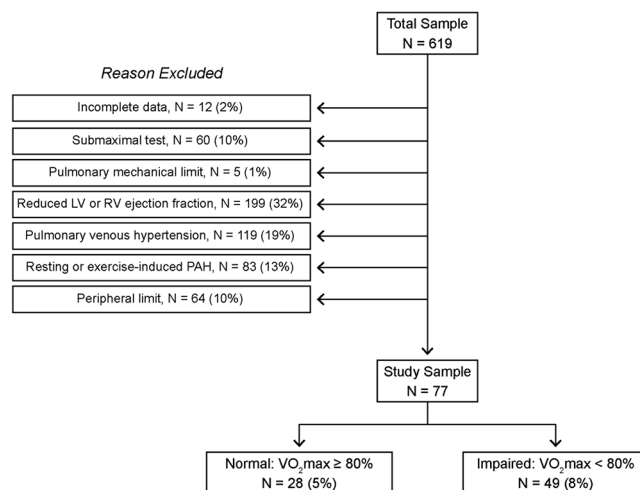 Total Sample
N = 619
Reason Excluded
Incomplete data, N = 12 (2%)
Submaximal test, N = 60 (10%)
Pulmonary mechanical limit, N = 5 (1%)
Reduced LV or RV ejection fraction, N = 199 (32%)
Pulmonary venous hypertension, N = 119 (19%)
Resting or exercise-induced PAH, N = 83 (13%)
Peripheral limit, N = 64 (10%)
Study Sample
N = 77
Normal: VO₂max ≥ 80%
N = 28 (5%)
Impaired: VO₂max < 80%
N = 49 (8%)